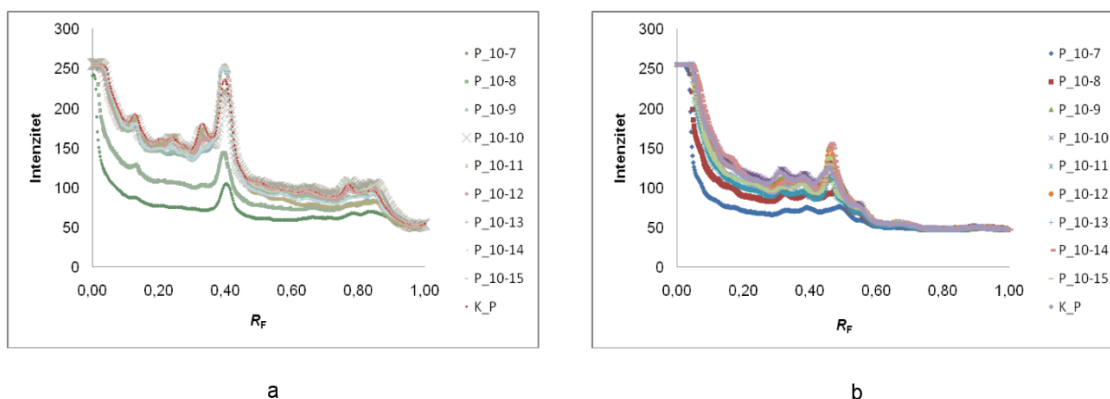 300
250
200
150
100
50
0
Intenzitet
0,00 0,20 0,40 0,60 0,80 1,00
RF
P_10-7
P_10-8
P_10-9
P_10-10
P_10-11
P_10-12
P_10-13
P_10-14
P_10-15
K_P
a
300
250
200
150
100
50
0
Intenzitet
0,00 0,20 0,40 0,60 0,80 1,00
RF
P_10-7
P_10-8
P_10-9
P_10-10
P_10-11
P_10-12
P_10-13
P_10-14
P_10-15
K_P
b